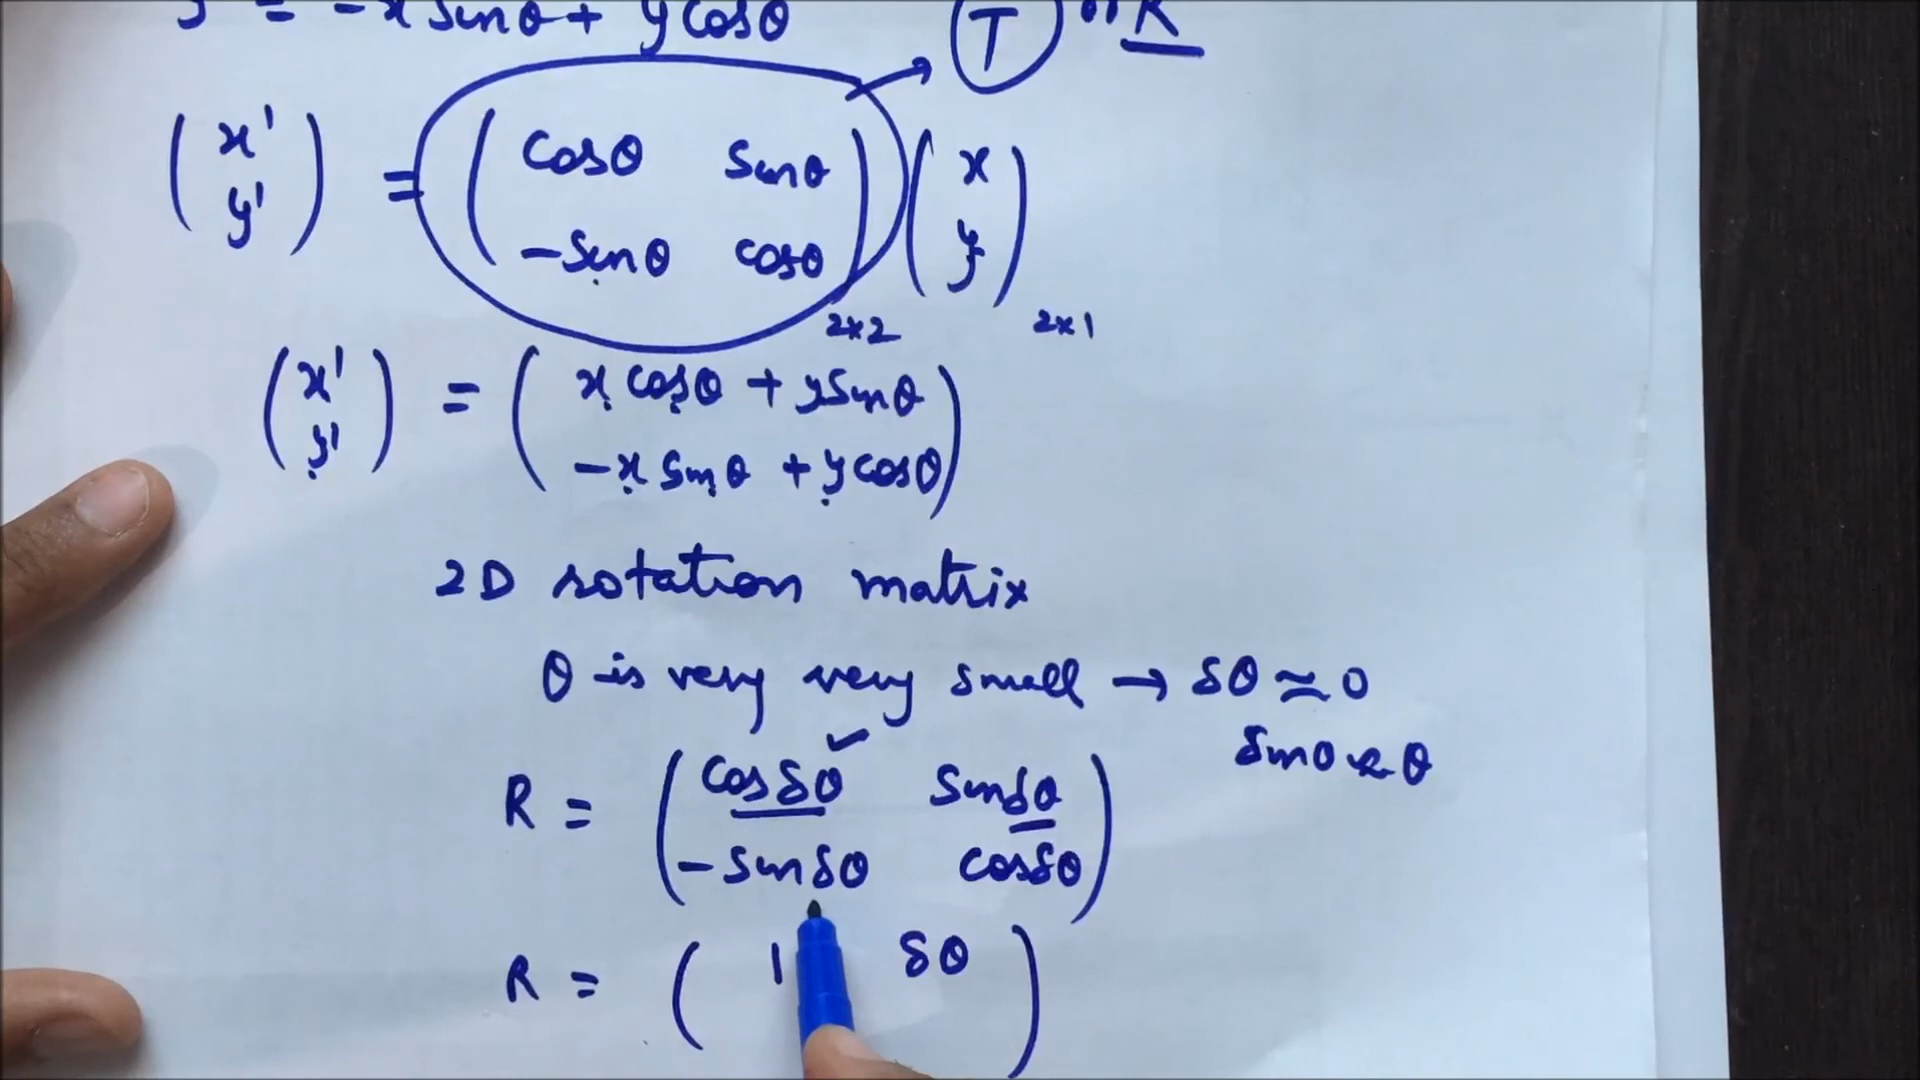 = -x sinθ + y cosθ (T) or R
(x' y') = (cosθ sinθ -sinθ cosθ) 2x2 (x y) 2x1
(x' y') = (x cosθ + y sinθ -x sinθ + y cosθ)
2D rotation matrix
θ is very very small → δθ ≃ 0
sinθ ≈ θ
R = (cosδθ sinδθ -sinδθ cosδθ)
R = (1 δθ)